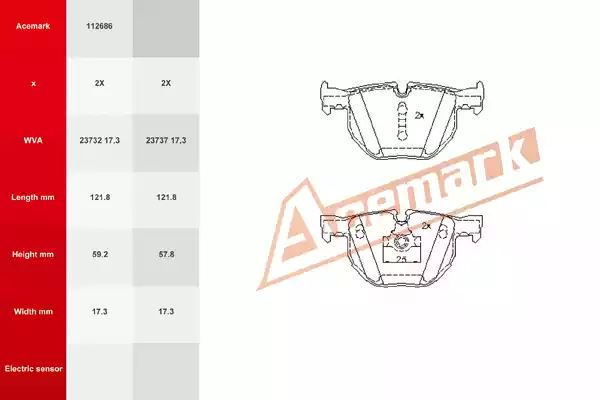 Acemark 112686
x 2X 2X
WVA 23732 17,3 23737 17,3
Length mm 121.8 121.8
Height mm 59.2 57.8
Width mm 17.3 17.3
Electric sensor
2x
2x
25
Acemark